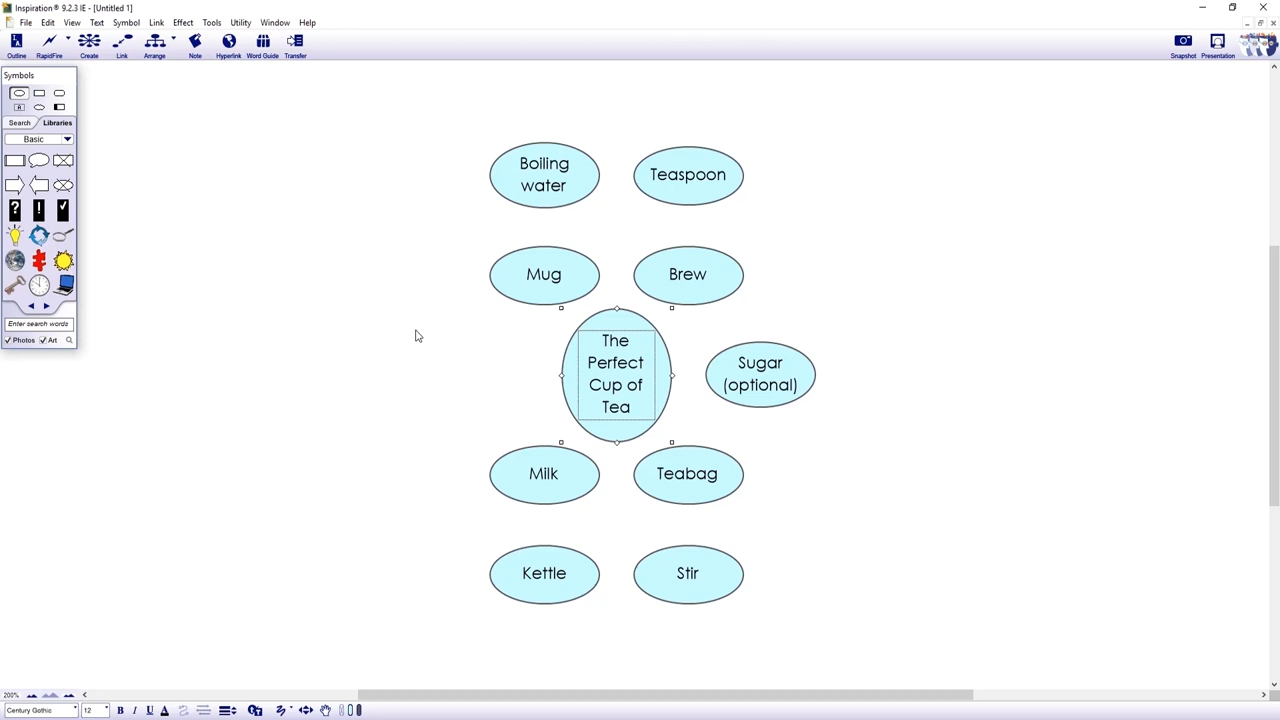 Inspiration® 9.2.3 IE - [Untitled 1]
File Edit View Text Symbol Link Effect Tools Utility Window Help
Outline RapidFire Create Link Arrange Note Hyperlink Word Guide Transfer Snapshot Presentation
Symbols
Search Libraries
Basic
Enter search words
Photos Art
Boiling
water
Teaspoon
Mug
Brew
The
Perfect
Cup of
Tea
Sugar
(optional)
Milk
Teabag
Kettle
Stir
200%
Century Gothic 12 B I U A